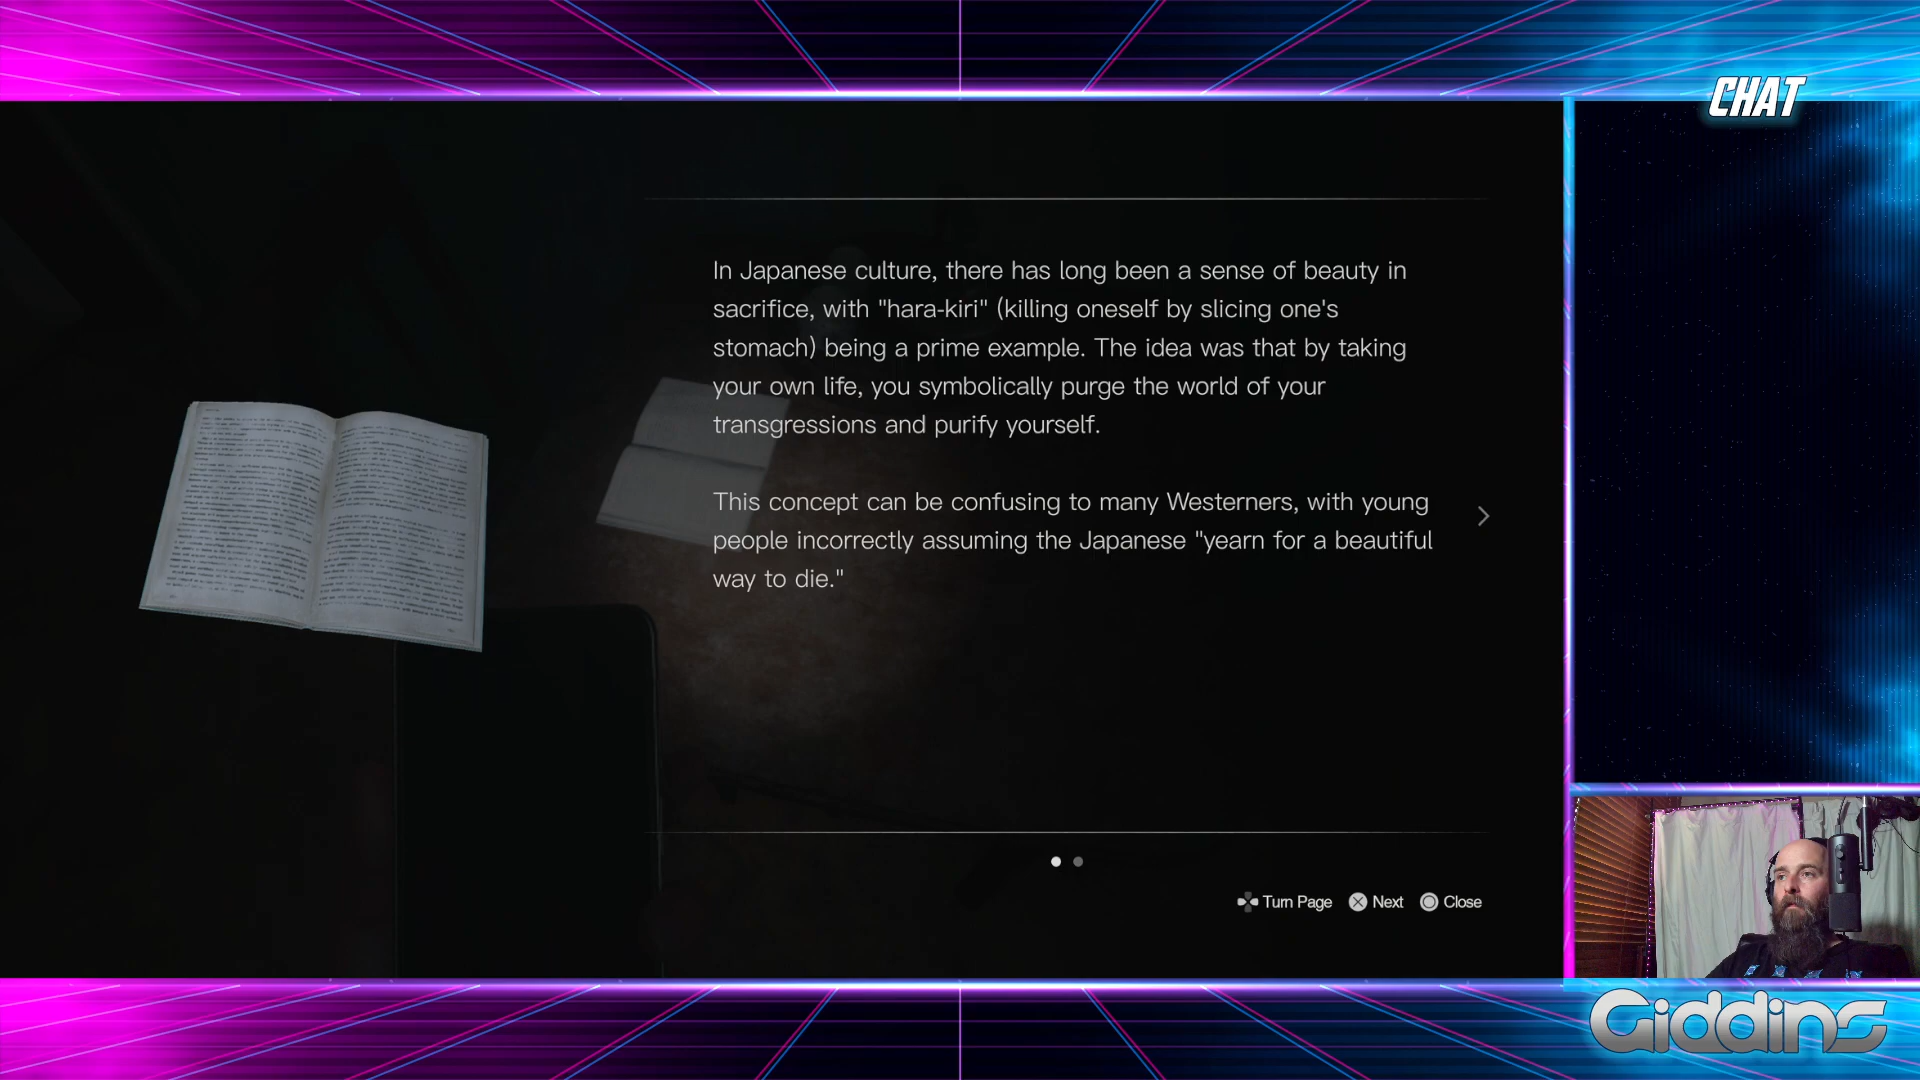 CHAT
In Japanese culture, there has long been a sense of beauty in
sacrifice, with "hara-kiri" (killing oneself by slicing one's
stomach) being a prime example. The idea was that by taking
your own life, you symbolically purge the world of your
transgressions and purify yourself.
This concept can be confusing to many Westerners, with young
people incorrectly assuming the Japanese "yearn for a beautiful
way to die."
Turn Page Next Close
Giddins